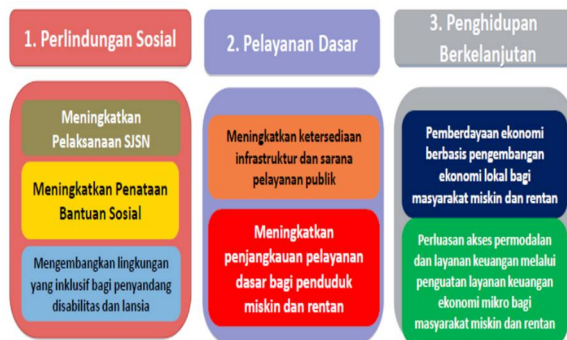 1. Perlindungan Sosial
Meningkatkan
Pelaksanaan SJSN
Meningkatkan Penataan
Bantuan Sosial
Mengembangkan lingkungan
yang inklusif bagi penyandang
disabilitas dan lansia
2. Pelayanan Dasar
Meningkatkan ketersediaan
infrastruktur dan sarana
pelayanan publik
Meningkatkan
penjangkauan pelayanan
dasar bagi penduduk
miskin dan rentan
3. Penghidupan
Berkelanjutan
Pemberdayaan ekonomi
berbasis pengembangan
ekonomi lokal bagi
masyarakat miskin dan rentan
Perluasan akses permodalan
dan layanan keuangan melalui
penguatan layanan keuangan
ekonomi mikro bagi
masyarakat miskin dan rentan